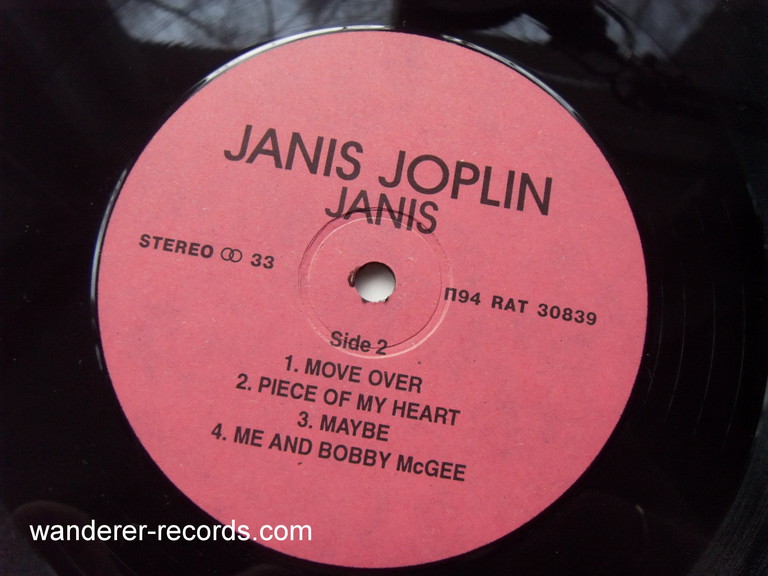 JANIS JOPLIN
JANIS
STEREO 33
П94 RAT 30839
Side 2
1. MOVE OVER
2. PIECE OF MY HEART
3. MAYBE
4. ME AND BOBBY McGEE
wanderer-records.com